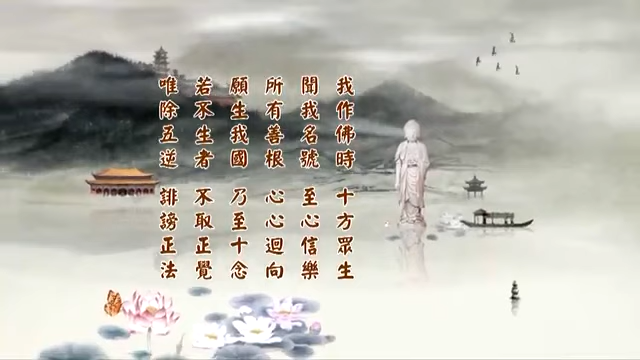 我作佛時 十方眾生
聞我名號 至心信樂
所有善根 心心迴向
願生我國 乃至十念
若不生者 不取正覺
唯除五逆 誹謗正法